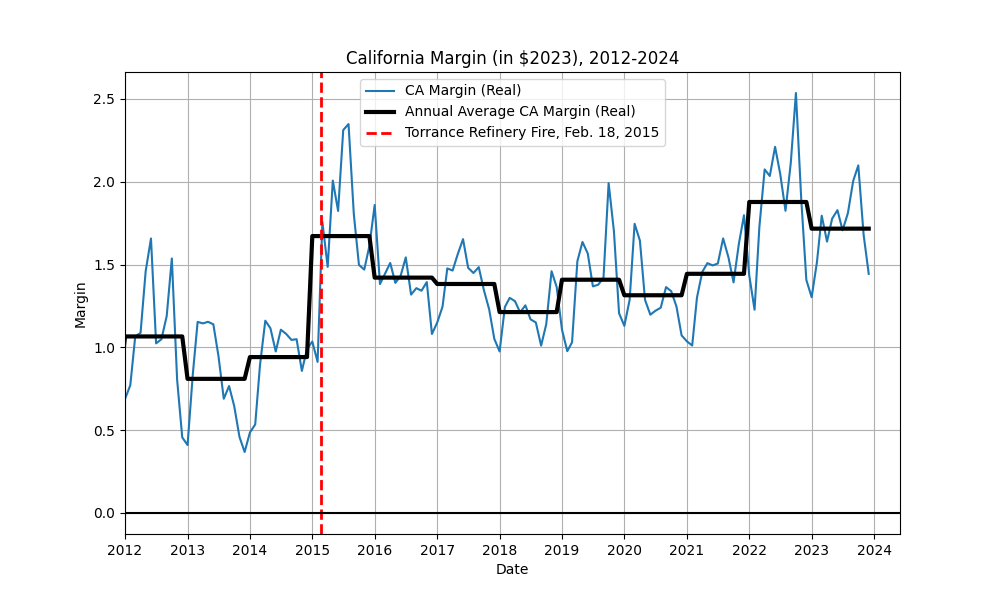 California Margin (in $2023), 2012-2024
CA Margin (Real)
Annual Average CA Margin (Real)
Torrance Refinery Fire, Feb. 18, 2015
2.5
2.0
1.5
1.0
0.5
0.0
Margin
2012 2013 2014 2015 2016 2017 2018 2019 2020 2021 2022 2023 2024
Date